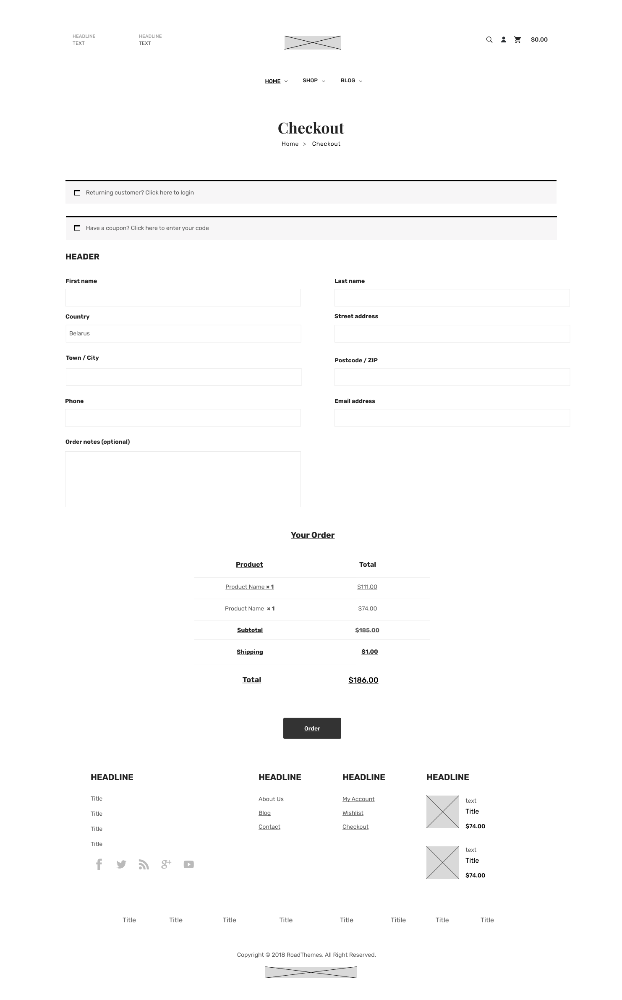 HEADLINE
TEXT
HEADLINE
TEXT
$0.00
HOME SHOP BLOG
Checkout
Home > Checkout
Returning customer? Click here to login
Have a coupon? Click here to enter your code
HEADER
First name
Last name
Country
Street address
Belarus
Town / City
Postcode / ZIP
Phone
Email address
Order notes (optional)
Your Order
Product Total
Product Name × 1 $111.00
Product Name × 1 $74.00
Subtotal $185.00
Shipping $1.00
Total $186.00
Order
HEADLINE
Title
Title
Title
Title
HEADLINE
About Us
Blog
Contact
HEADLINE
My Account
Wishlist
Checkout
HEADLINE
text
Title
$74.00
text
Title
$74.00
Title Title Title Title Title Titile Title Title
Copyright © 2018 RoadThemes. All Right Reserved.